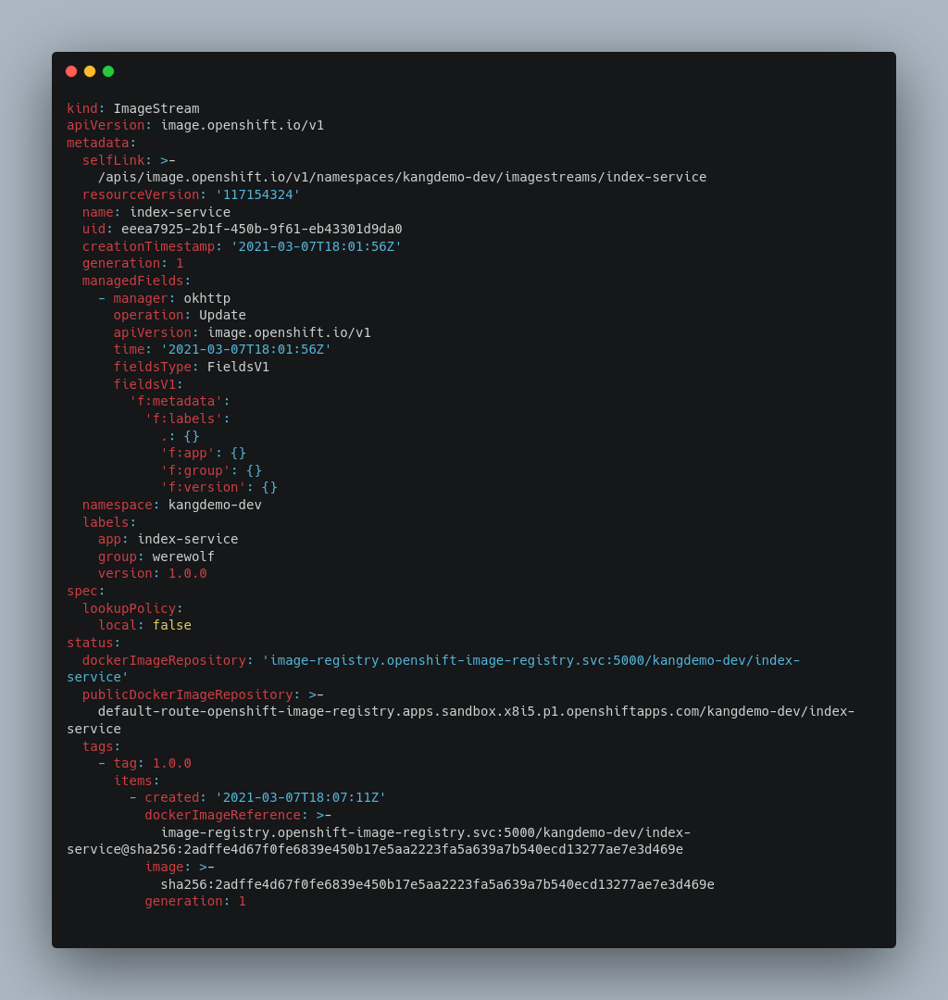 kind: ImageStream
apiVersion: image.openshift.io/v1
metadata:
  selfLink: >-
    /apis/image.openshift.io/v1/namespaces/kangdemo-dev/imagestreams/index-service
  resourceVersion: '117154324'
  name: index-service
  uid: eeea7925-2b1f-450b-9f61-eb43301d9da0
  creationTimestamp: '2021-03-07T18:01:56Z'
  generation: 1
  managedFields:
    - manager: okhttp
      operation: Update
      apiVersion: image.openshift.io/v1
      time: '2021-03-07T18:01:56Z'
      fieldsType: FieldsV1
      fieldsV1:
        'f:metadata':
          'f:labels':
            .: {}
            'f:app': {}
            'f:group': {}
            'f:version': {}
  namespace: kangdemo-dev
  labels:
    app: index-service
    group: werewolf
    version: 1.0.0
spec:
  lookupPolicy:
    local: false
status:
  dockerImageRepository: 'image-registry.openshift-image-registry.svc:5000/kangdemo-dev/index-
service'
  publicDockerImageRepository: >-
    default-route-openshift-image-registry.apps.sandbox.x8i5.p1.openshiftapps.com/kangdemo-dev/index-
service
  tags:
    - tag: 1.0.0
      items:
        - created: '2021-03-07T18:07:11Z'
          dockerImageReference: >-
            image-registry.openshift-image-registry.svc:5000/kangdemo-dev/index-
service@sha256:2adffe4d67f0fe6839e450b17e5aa2223fa5a639a7b540ecd13277ae7e3d469e
          image: >-
            sha256:2adffe4d67f0fe6839e450b17e5aa2223fa5a639a7b540ecd13277ae7e3d469e
          generation: 1